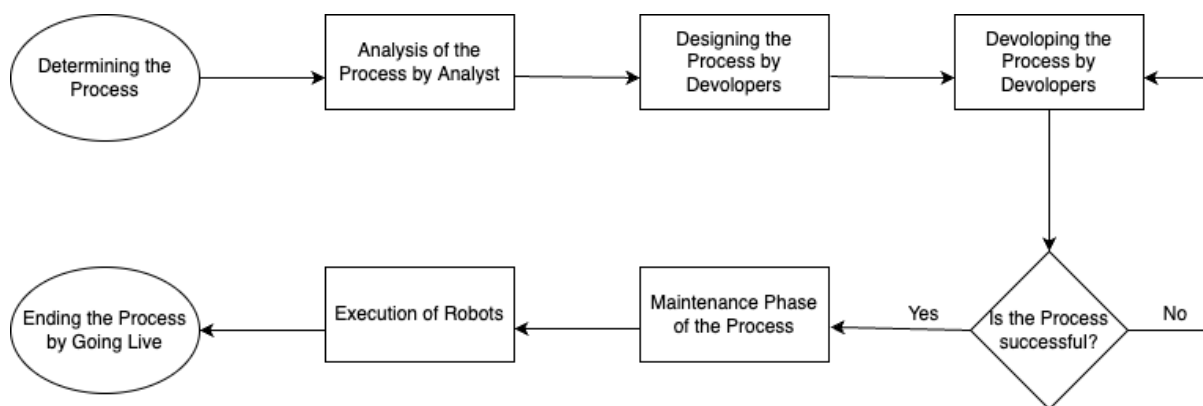 Determining the
Process
Analysis of the
Process by Analyst
Designing the
Process by
Devolopers
Devoloping the
Process by
Devolopers
Is the Process
successful?
No
Yes
Maintenance Phase
of the Process
Execution of Robots
Ending the Process
by Going Live